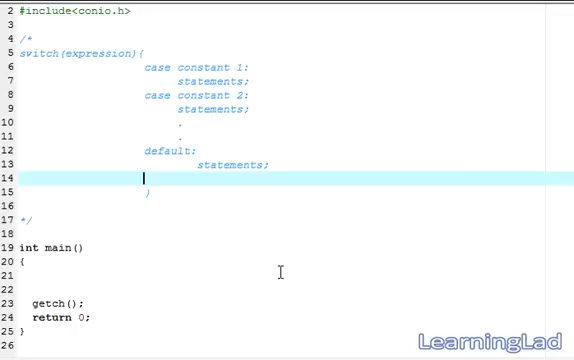 2 #include<conio.h>
3
4 /*
5 switch(expression){
6 case constant 1:
7 statements;
8 case constant 2:
9 statements;
10 .
11 .
12 default:
13 statements;
14
15 }
16
17 */
18
19 int main()
20 {
21
22
23 getch();
24 return 0;
25 }
26
LearningLad